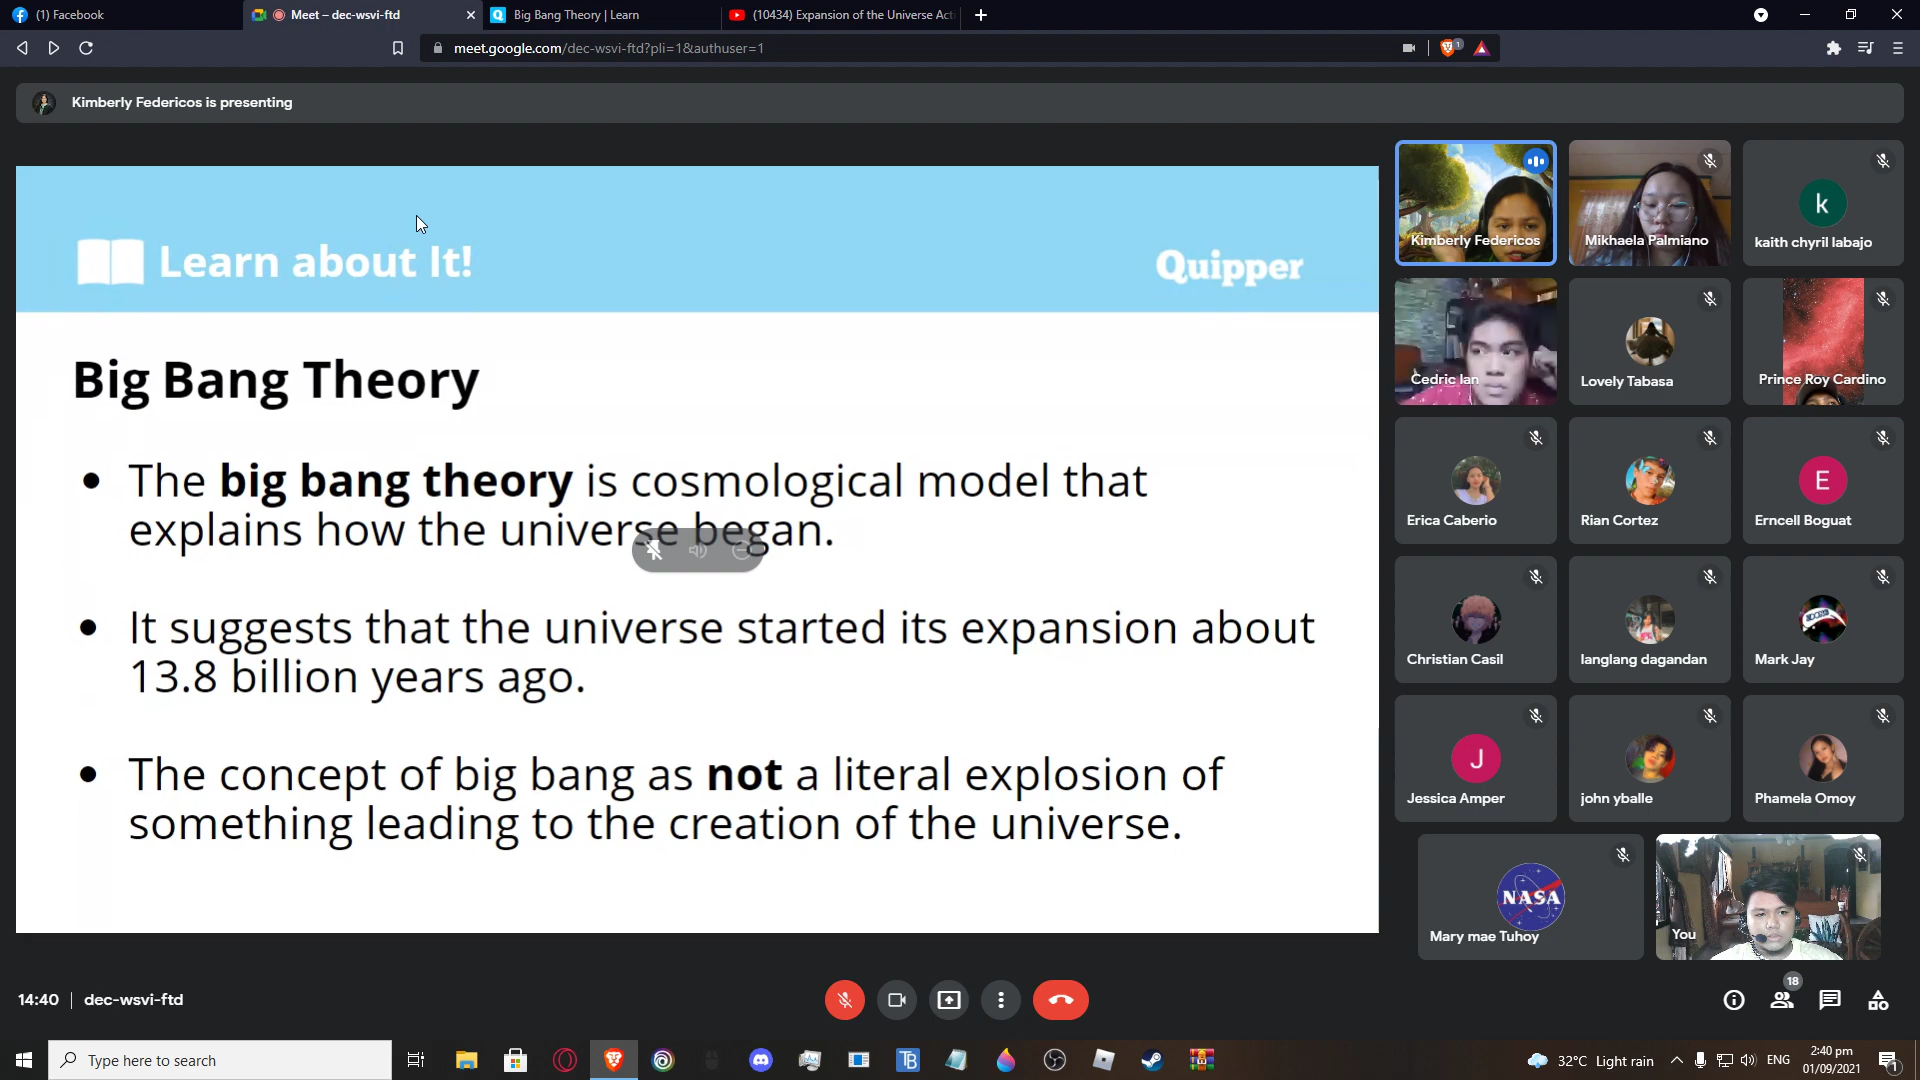 (1) Facebook
Meet – dec-wsvi-ftd
Big Bang Theory | Learn
(10434) Expansion of the Universe Act
meet.google.com/dec-wsvi-ftd?pli=1&authuser=1
1
Kimberly Federicos is presenting
Learn about It!
Quipper
Big Bang Theory
• The big bang theory is cosmological model that
explains how the universe began.
• It suggests that the universe started its expansion about
13.8 billion years ago.
• The concept of big bang as not a literal explosion of
something leading to the creation of the universe.
Kimberly Federicos
Mikhaela Palmiano
k
kaith chyril labajo
Cedric Ian
Lovely Tabasa
Prince Roy Cardino
Erica Caberio
Rian Cortez
E
Erncell Boguat
Christian Casil
langlang dagandan
Mark Jay
J
Jessica Amper
john yballe
Phamela Omoy
NASA
Mary mae Tuhoy
You
14:40 | dec-wsvi-ftd
18
Type here to search
TB
32°C Light rain
ENG
2:40 pm
01/09/2021
1